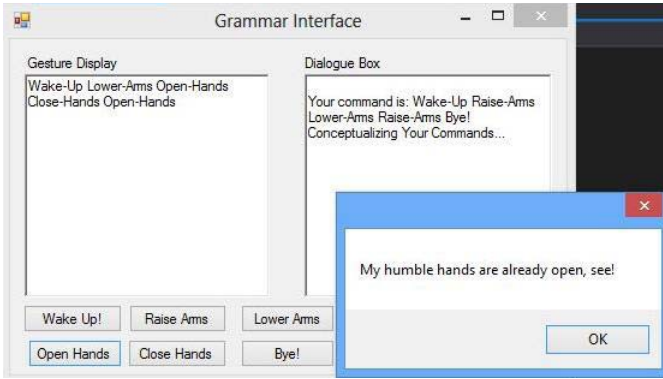 Grammar Interface
Gesture Display
Wake-Up Lower-Arms Open-Hands
Close-Hands Open-Hands
Dialogue Box
Your command is: Wake-Up Raise-Arms
Lower-Arms Raise-Arms Bye!
Conceptualizing Your Commands...
My humble hands are already open, see!
OK
Wake Up!
Raise Arms
Lower Arms
Open Hands
Close Hands
Bye!